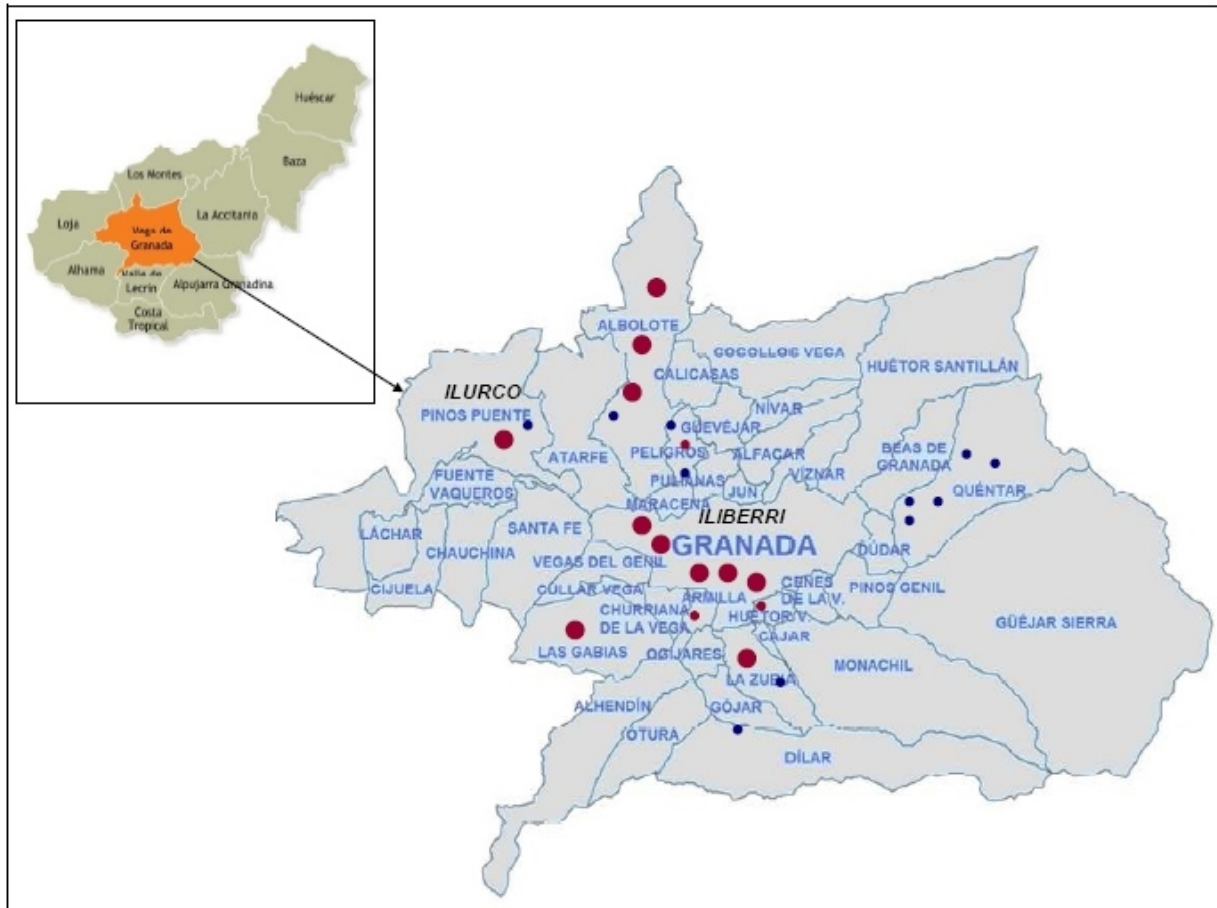 Huéscar
Baza
Los Montes
La Accitania
Loja
Vega de
Granada
Alhama
Valle de
Lecrín
Alpujarra Granadina
Costa
Tropical
ALBOLOTE
COGOLLOS VEGA
CALICASAS
HUÉTOR SANTILLÁN
ILURCO
PINOS PUENTE
NÍVAR
GÜEVÉJAR
ATARFE
PELIGROS
ALFACAR
BEAS DE
GRANADA
VÍZNAR
FUENTE
VAQUEROS
PULIANAS
JUN
QUÉNTAR
MARACENA
ILIBERRI
SANTA FE
LÁCHAR
CHAUCHINA
GRANADA
DÚDAR
VEGAS DEL GENIL
CIJUELA
CÚLLAR VEGA
ARMILLA
CENES
DE LA V.
PINOS GENIL
CHURRIANA
DE LA VEGA
HUÉTOR V.
GÜÉJAR SIERRA
CÁJAR
LAS GABIAS
OGÍJARES
MONACHIL
LA ZUBIA
ALHENDÍN
GÓJAR
OTURA
DÍLAR